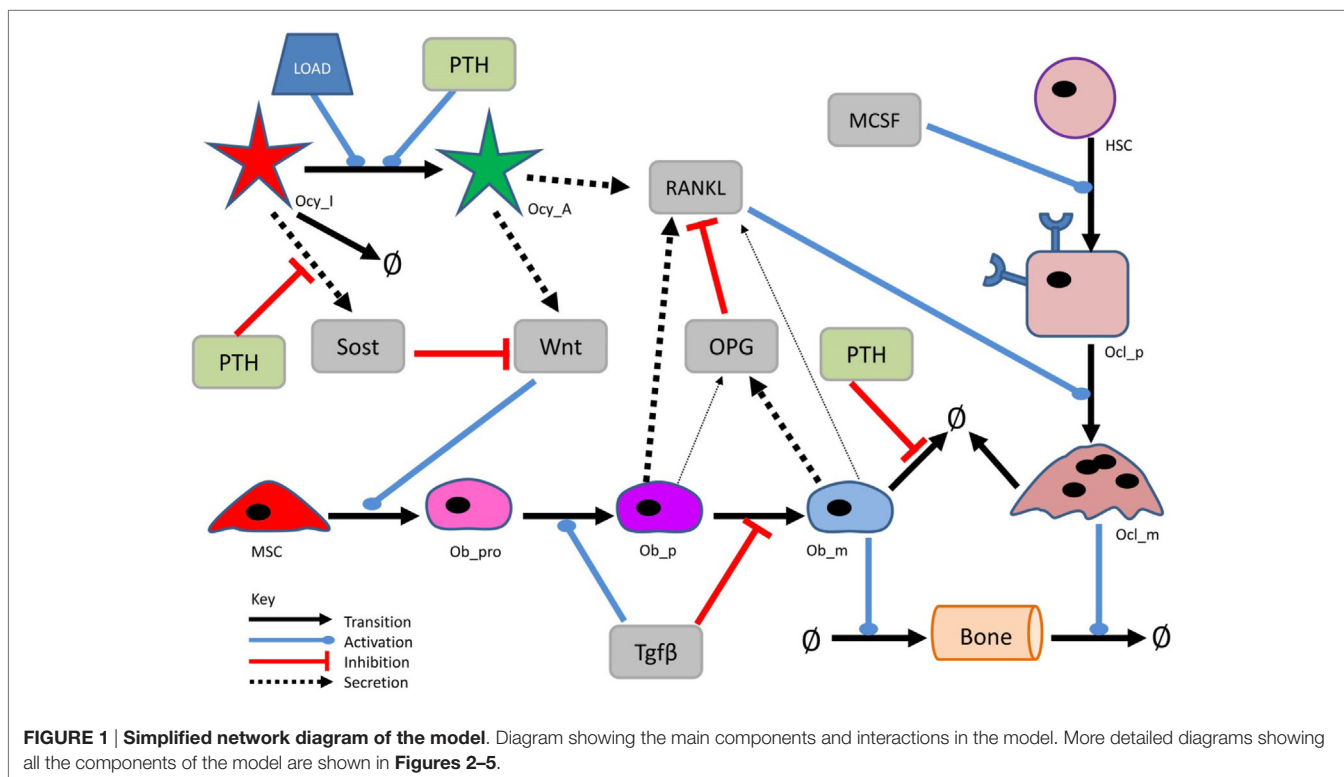 LOAD
PTH
MCSF
HSC
RANKL
Ocy_I
Ocy_A
Ø
PTH
Sost
Wnt
OPG
PTH
Ocl_p
Ø
MSC
Ob_pro
Ob_p
Ob_m
Ocl_m
Key
Transition
Activation
Inhibition
Secretion
Tgfβ
Ø
Bone
Ø
FIGURE 1 | Simplified network diagram of the model. Diagram showing the main components and interactions in the model. More detailed diagrams showing
all the components of the model are shown in Figures 2–5.